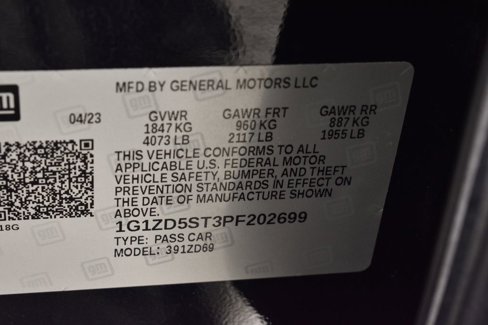 MFD BY GENERAL MOTORS LLC
gm
04/23 GVWR GAWR FRT GAWR RR
1847 KG 960 KG 887 KG
4073 LB 2117 LB 1955 LB
THIS VEHICLE CONFORMS TO ALL
APPLICABLE U.S. FEDERAL MOTOR
VEHICLE SAFETY, BUMPER, AND THEFT
PREVENTION STANDARDS IN EFFECT ON
THE DATE OF MANUFACTURE SHOWN
ABOVE.
18G
1G1ZD5ST3PF202699
TYPE: PASS CAR
MODEL: 391ZD69